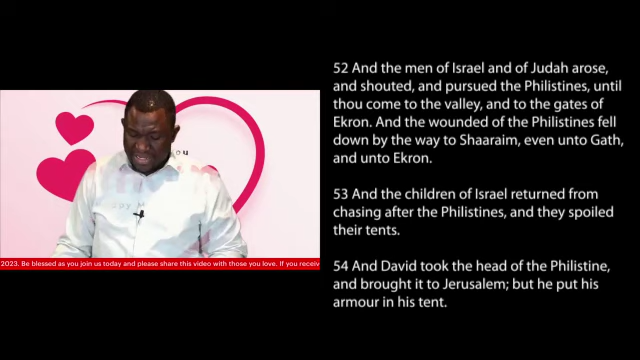 52 And the men of Israel and of Judah arose,
and shouted, and pursued the Philistines, until
thou come to the valley, and to the gates of
Ekron. And the wounded of the Philistines fell
down by the way to Shaaraim, even unto Gath,
and unto Ekron.
53 And the children of Israel returned from
chasing after the Philistines, and they spoiled
their tents.
54 And David took the head of the Philistine,
and brought it to Jerusalem; but he put his
armour in his tent.
2023. Be blessed as you join us today and please share this video with those you love. If you receiv